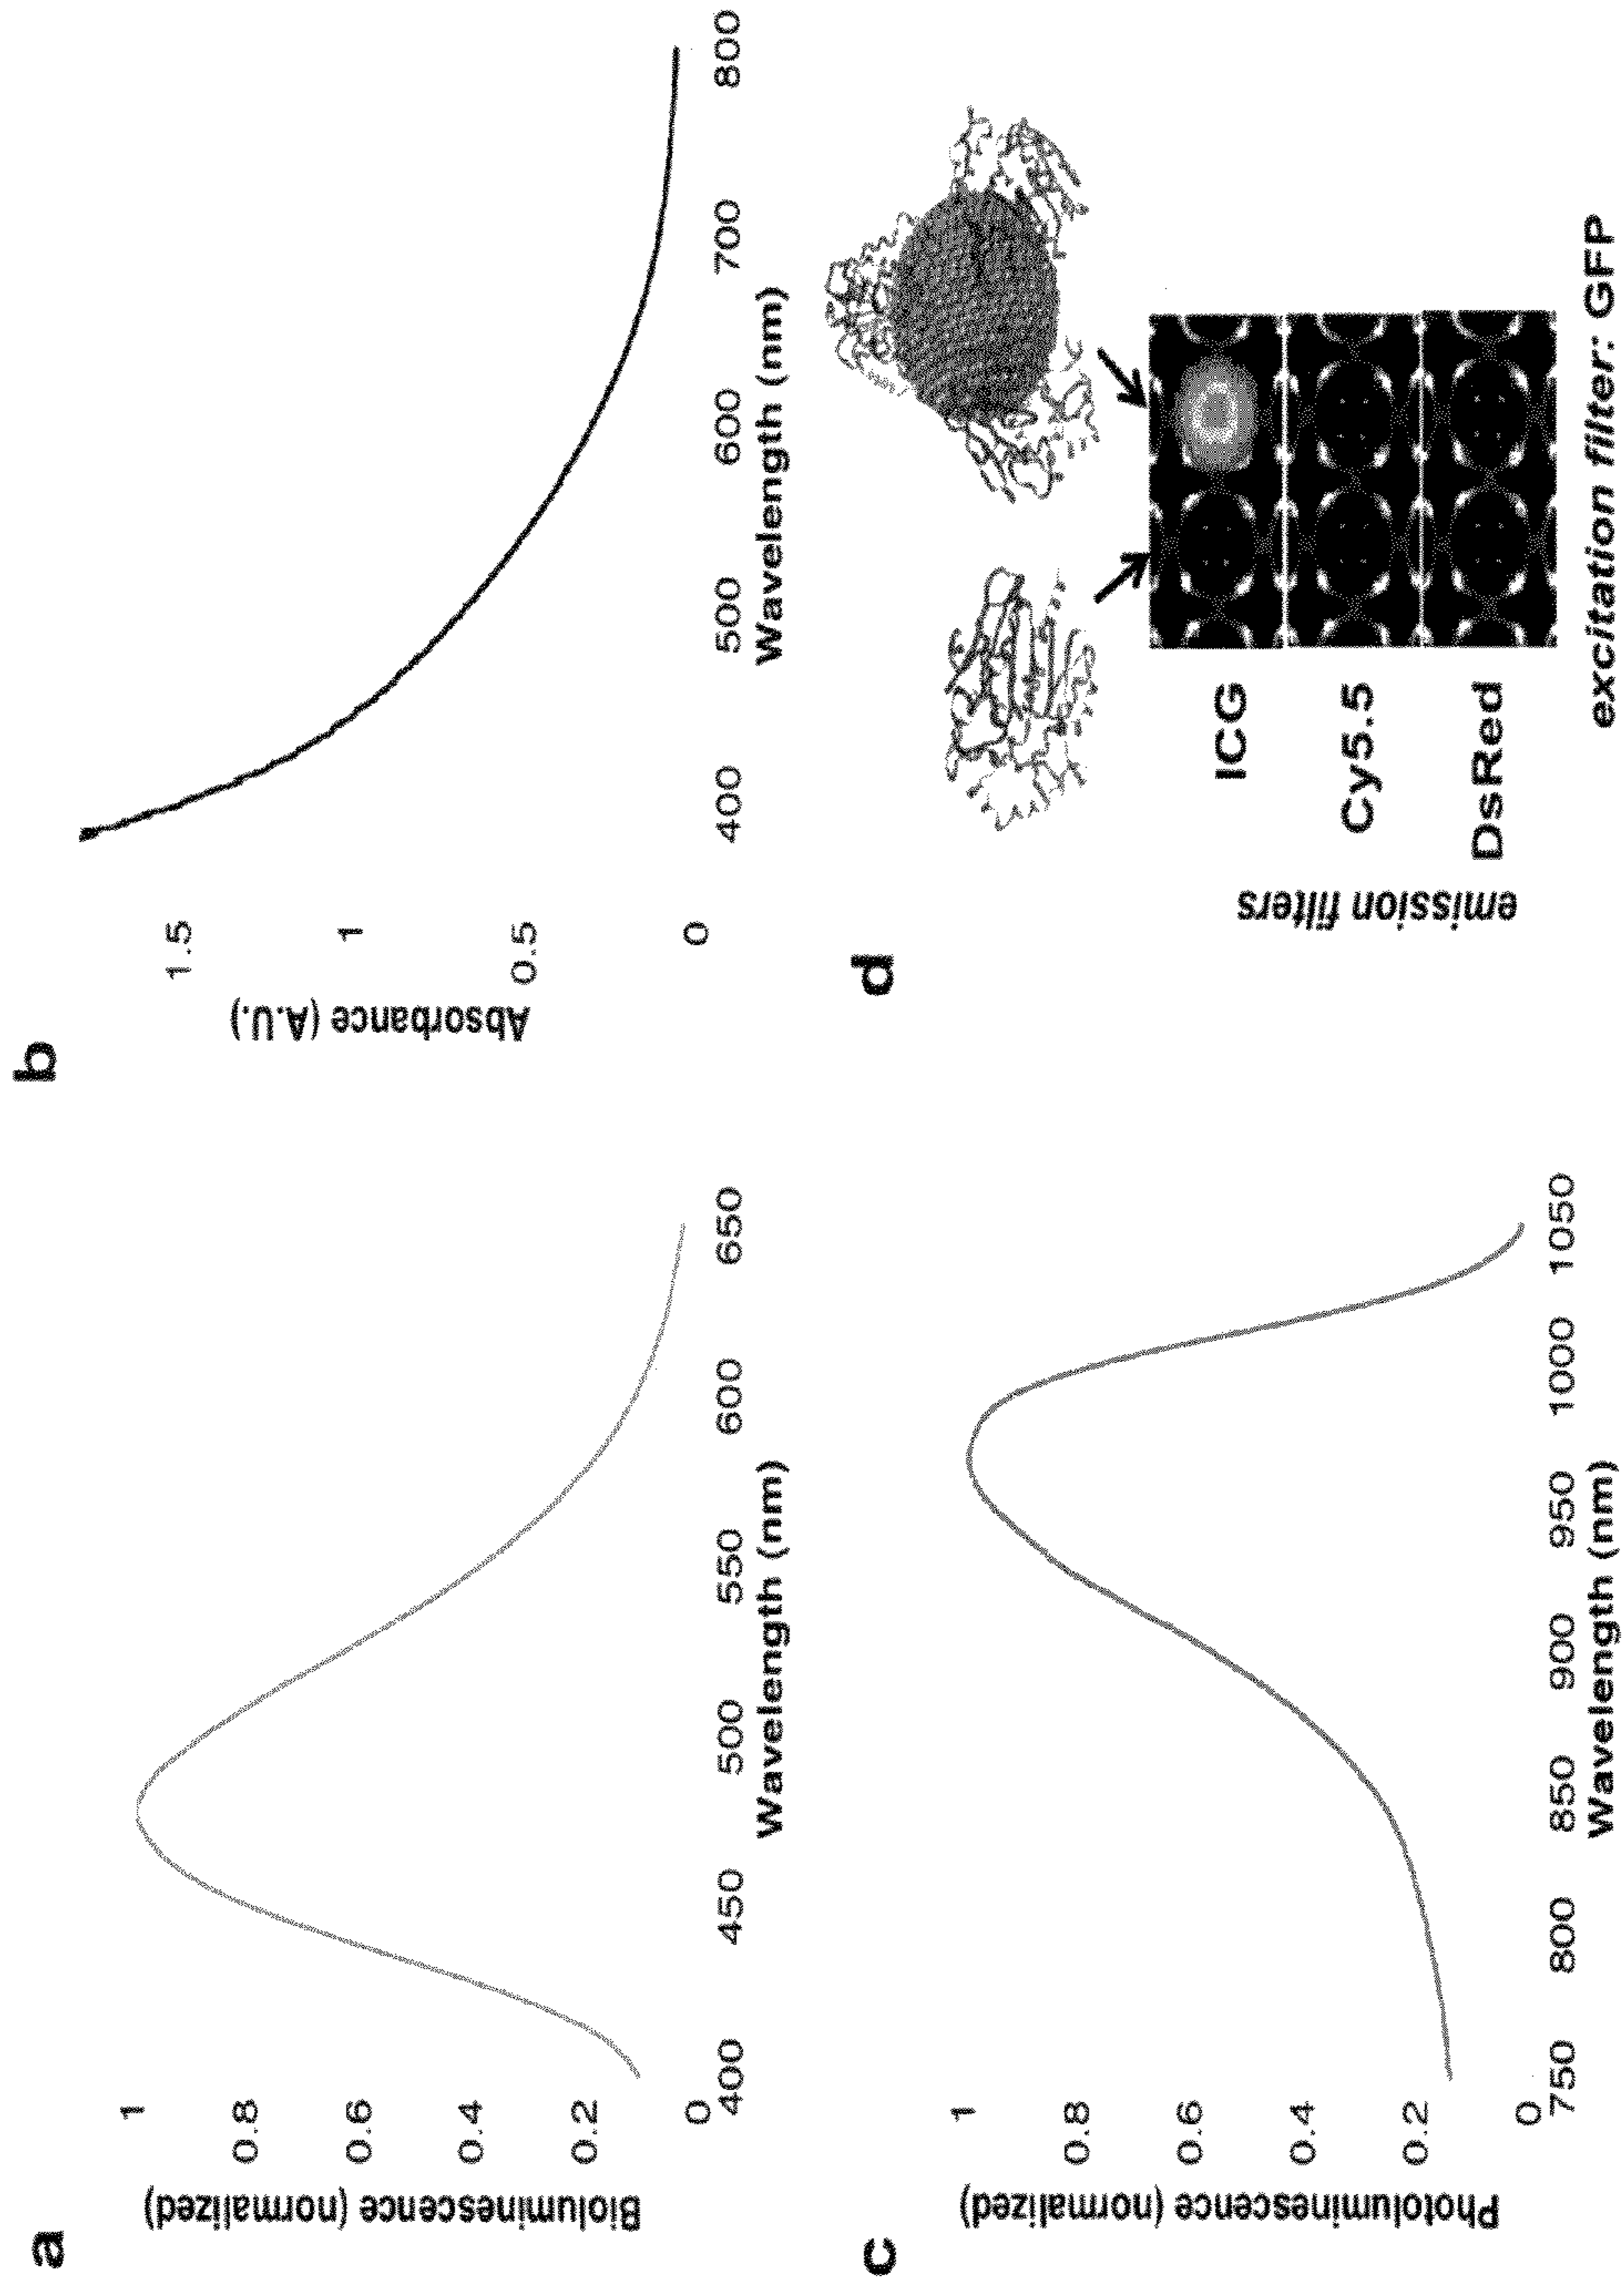 a
Bioluminescence (normalized)
1
0.8
0.6
0.4
0.2
0
400 450 500 550 600 650
Wavelength (nm)
b
Absorbance (A.U.)
1.5
1
0.5
0
400 500 600 700 800
Wavelength (nm)
c
Photoluminescence (normalized)
1
0.8
0.6
0.4
0.2
0
750 800 850 900 950 1000 1050
Wavelength (nm)
d
emission filters
ICG
Cy5.5
DsRed
excitation filter: GFP